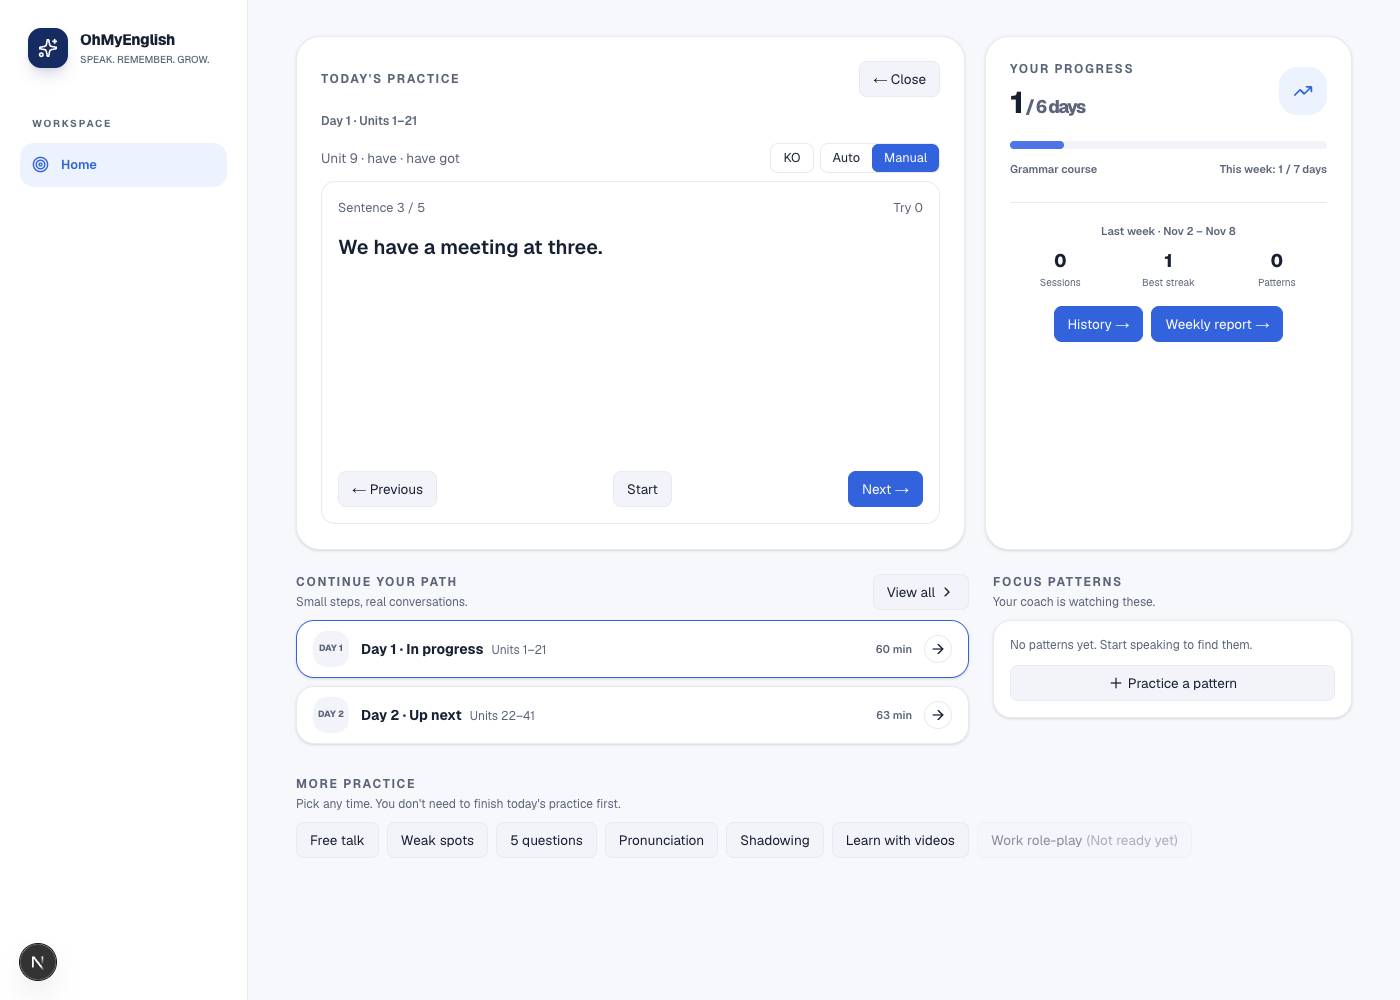 OhMyEnglish
SPEAK. REMEMBER. GROW.
WORKSPACE
Home
TODAY'S PRACTICE
← Close
Day 1 · Units 1–21
Unit 9 · have · have got
KO
Auto
Manual
Sentence 3 / 5
Try 0
We have a meeting at three.
← Previous
Start
Next →
YOUR PROGRESS
1 / 6 days
Grammar course
This week: 1 / 7 days
Last week · Nov 2 – Nov 8
0
1
0
Sessions
Best streak
Patterns
History →
Weekly report →
CONTINUE YOUR PATH
Small steps, real conversations.
View all >
DAY 1
Day 1 · In progress Units 1–21
60 min
DAY 2
Day 2 · Up next Units 22–41
63 min
FOCUS PATTERNS
Your coach is watching these.
No patterns yet. Start speaking to find them.
+ Practice a pattern
MORE PRACTICE
Pick any time. You don't need to finish today's practice first.
Free talk
Weak spots
5 questions
Pronunciation
Shadowing
Learn with videos
Work role-play (Not ready yet)
N